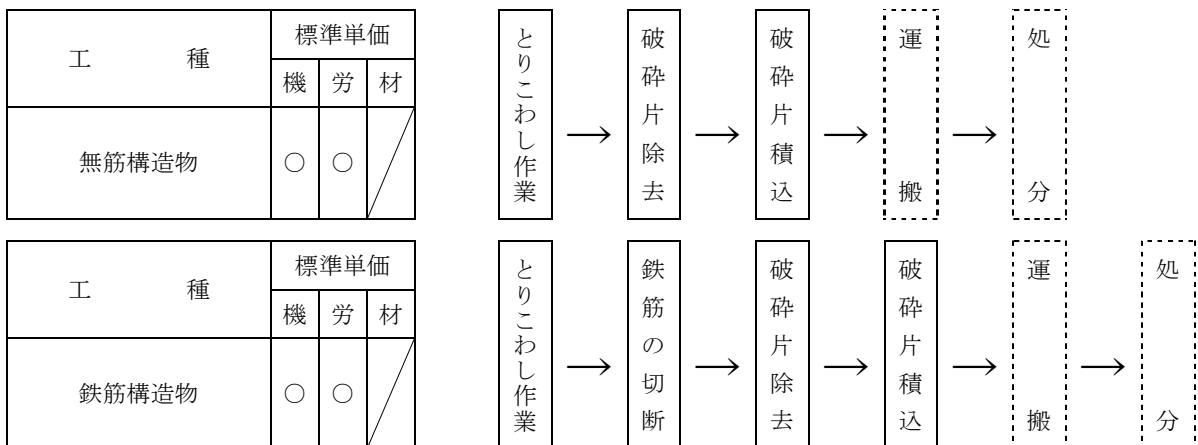 工種 標準単価
機 労 材
無筋構造物 ○ ○
とりこわし作業 → 破砕片除去 → 破砕片積込 → 運搬 → 処分
工種 標準単価
機 労 材
鉄筋構造物 ○ ○
とりこわし作業 → 鉄筋の切断 → 破砕片除去 → 破砕片積込 → 運搬 → 処分